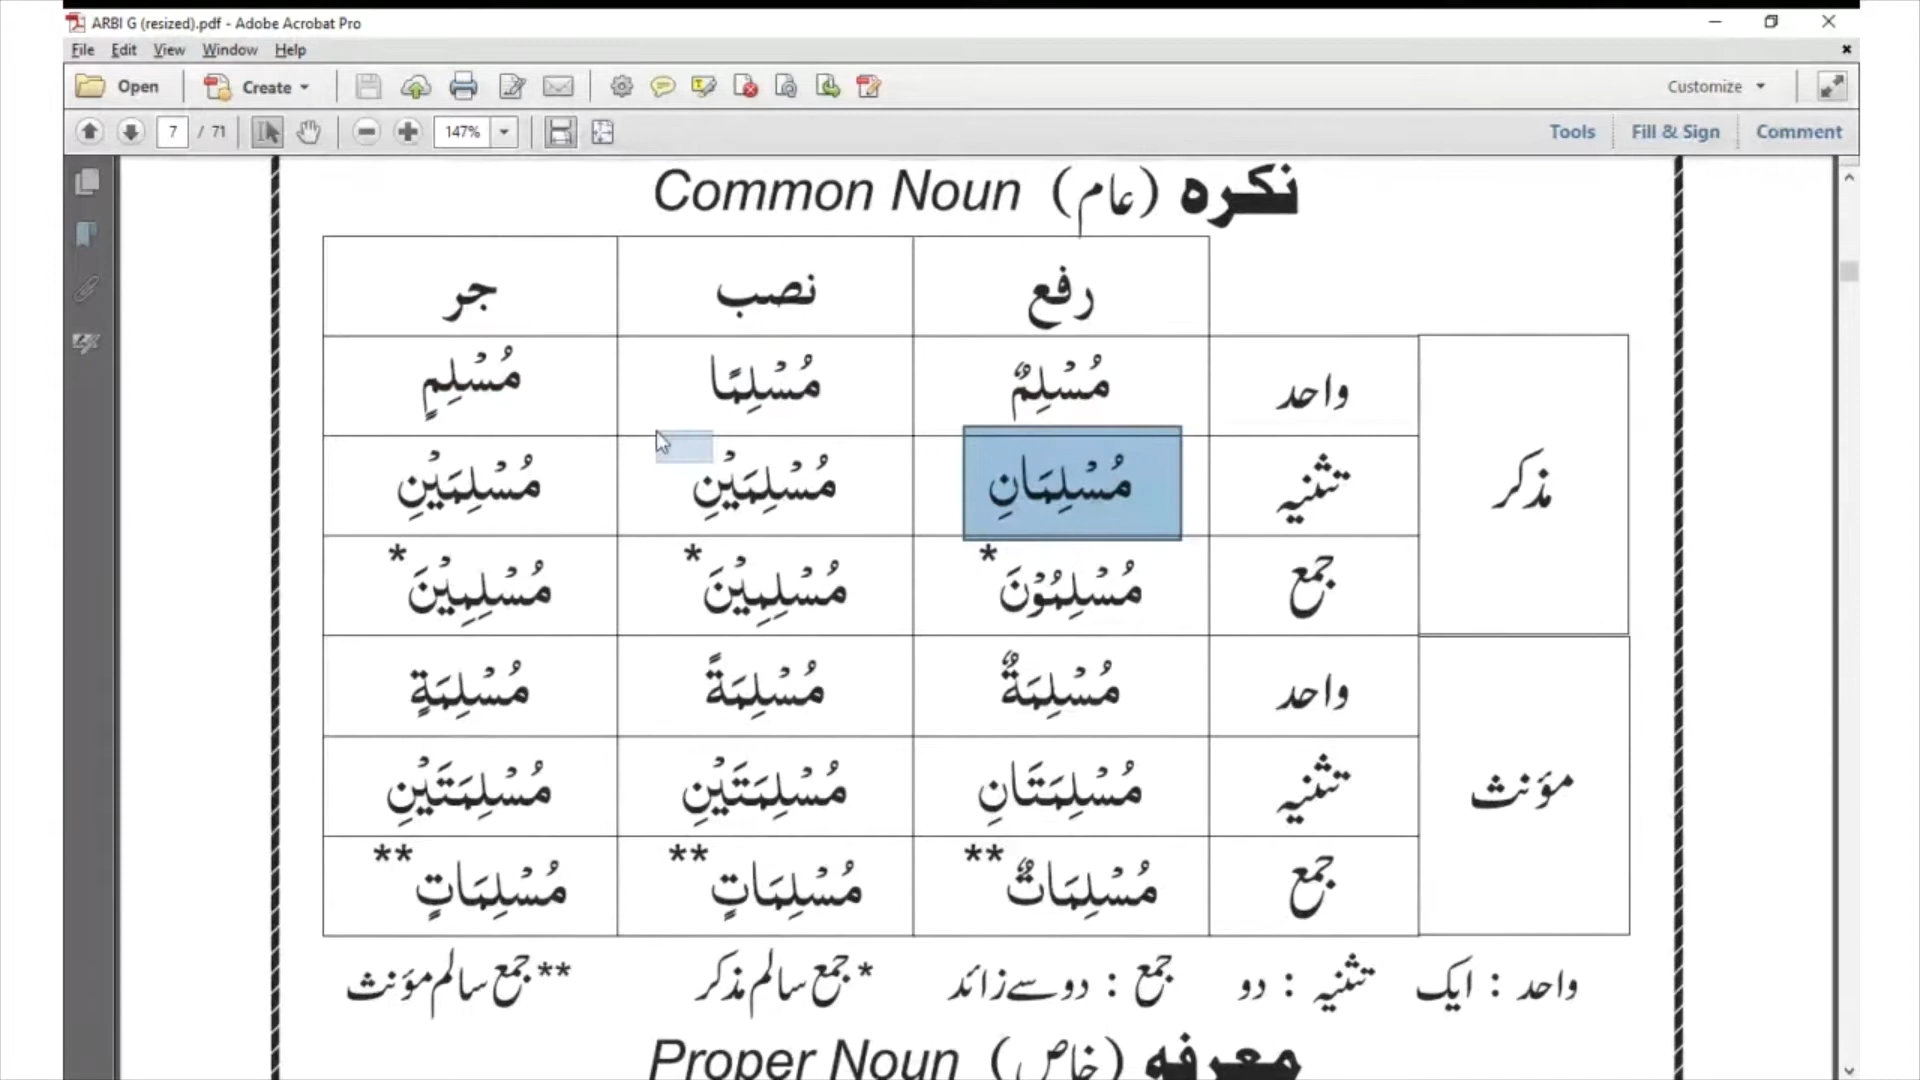 ARBI G (resized).pdf - Adobe Acrobat Pro
File Edit View Window Help
Open Create Customize
7 / 71 147% Tools Fill & Sign Comment
نکرہ (عام) Common Noun
رفع نصب جر
مذکر
واحد مُسْلِمٌ مُسْلِمًا مُسْلِمٍ
تثنیہ مُسْلِمَانِ مُسْلِمَيْنِ مُسْلِمَيْنِ
جمع مُسْلِمُوْنَ* مُسْلِمِيْنَ* مُسْلِمِيْنَ*
مؤنث
واحد مُسْلِمَةٌ مُسْلِمَةً مُسْلِمَةٍ
تثنیہ مُسْلِمَتَانِ مُسْلِمَتَيْنِ مُسْلِمَتَيْنِ
جمع مُسْلِمَاتٌ** مُسْلِمَاتٍ** مُسْلِمَاتٍ**
واحد : ایک تثنیہ : دو جمع : دو سے زائد *جمع سالم مذکر **جمع سالم مؤنث
معرفہ (خاص) Proper Noun